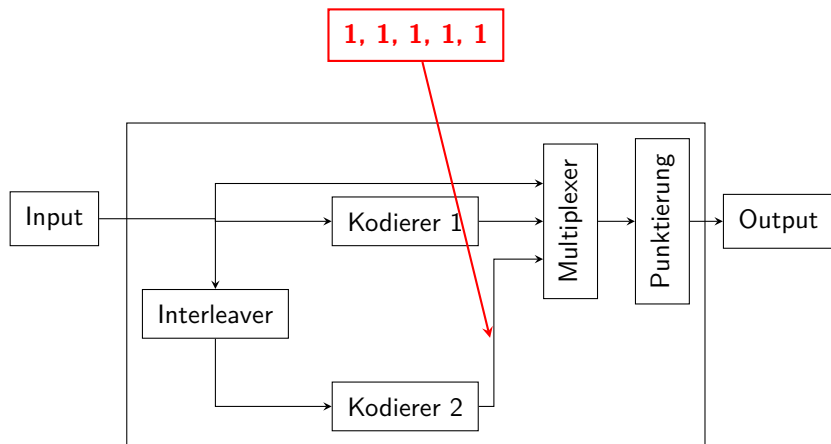 1, 1, 1, 1, 1
Input
Kodierer 1
Interleaver
Kodierer 2
Multiplexer
Punktierung
Output